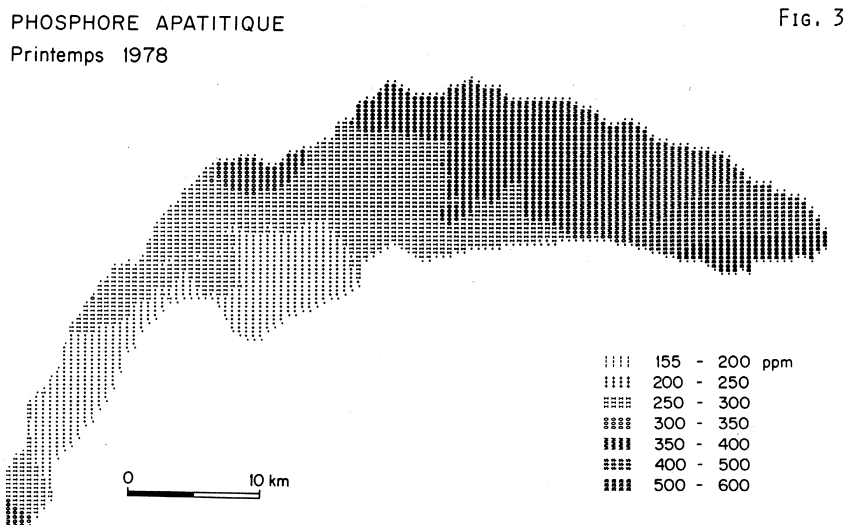 PHOSPHORE APATITIQUE
FIG. 3
Printemps 1978
155 - 200 ppm
200 - 250
250 - 300
300 - 350
350 - 400
400 - 500
500 - 600
0 10 km